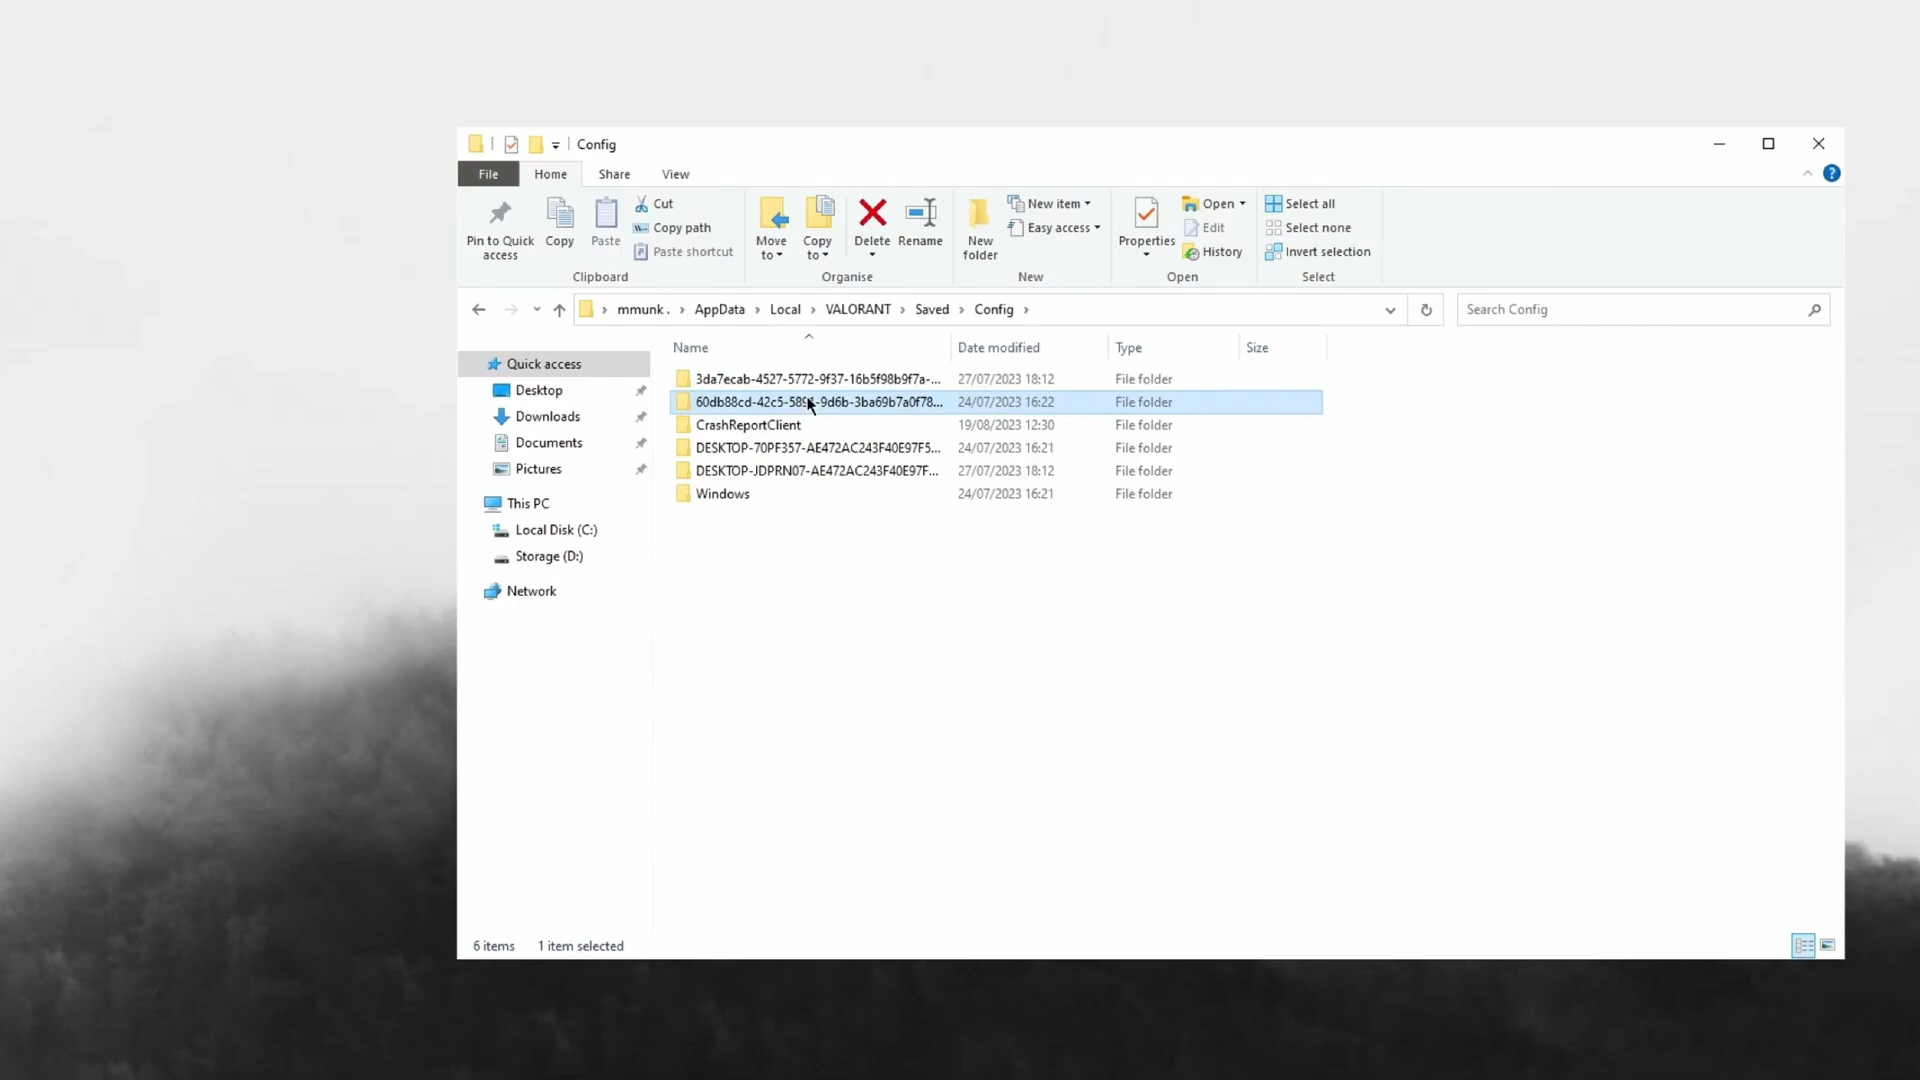 Config
File Home Share View
Pin to Quick access
Copy
Paste
Cut
Copy path
Paste shortcut
Clipboard
Move to
Copy to
Delete
Rename
Organise
New folder
New item
Easy access
New
Properties
Open
Edit
History
Open
Select all
Select none
Invert selection
Select
mmunk . > AppData > Local > VALORANT > Saved > Config >
Search Config
Quick access
Desktop
Downloads
Documents
Pictures
This PC
Local Disk (C:)
Storage (D:)
Network
Name Date modified Type Size
3da7ecab-4527-5772-9f37-16b5f98b9f7a-... 27/07/2023 18:12 File folder
24/07/2023 16:22 File folder
CrashReportClient 19/08/2023 12:30 File folder
DESKTOP-70PF357-AE472AC243F40E97F5... 24/07/2023 16:21 File folder
DESKTOP-JDPRN07-AE472AC243F40E97F... 27/07/2023 18:12 File folder
Windows 24/07/2023 16:21 File folder
6 items 1 item selected